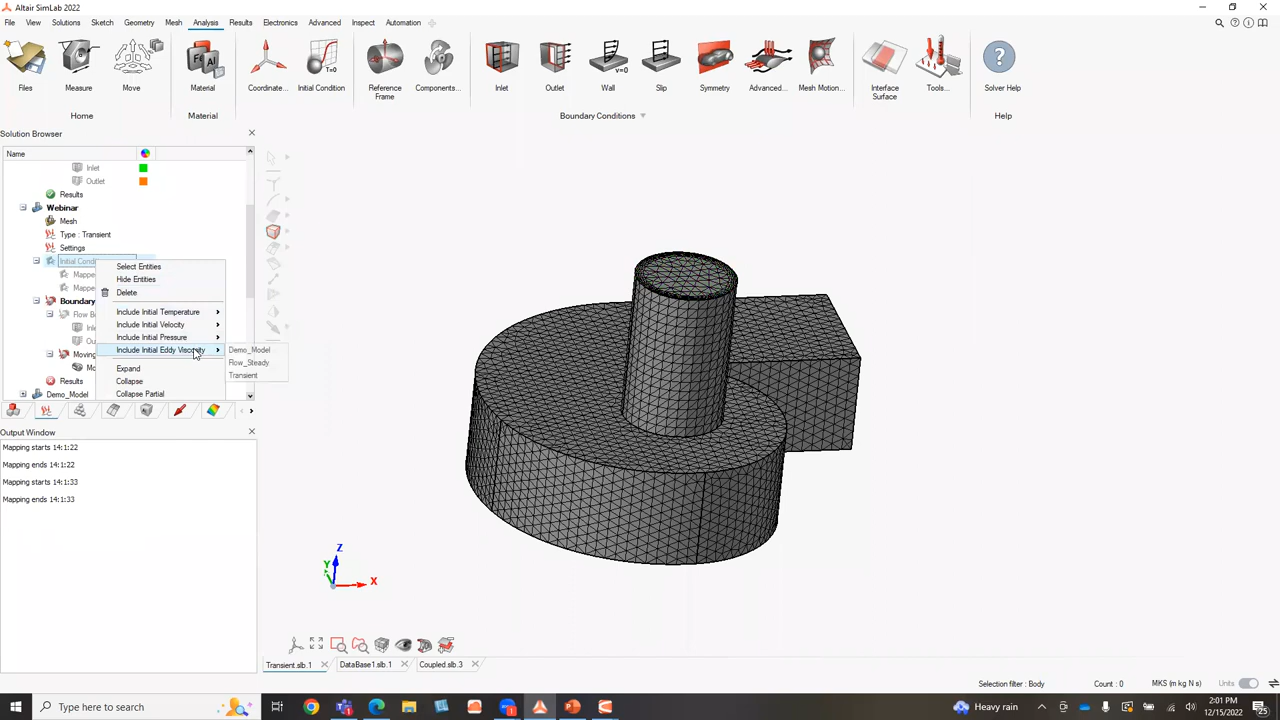 Altair SimLab 2022
File View Solutions Sketch Geometry Mesh Analysis Results Electronics Advanced Inspect Automation
Fe Al T=0 v=0
Files Measure Move Material Coordinate... Initial Condition Reference Frame Components... Inlet Outlet Wall Slip Symmetry Advanced... Mesh Motion... Interface Surface Tools... Solver Help
Home Material Boundary Conditions Help
Solution Browser
Name
Inlet
Outlet
Results
Webinar
Mesh
Type : Transient
Settings
Initial Cond
Select Entities
Mappe
Hide Entities
Mappe
Delete
Boundary
Include Initial Temperature
Flow B
Include Initial Velocity
Inle
Include Initial Pressure
Ou
Include Initial Eddy Viscosity
Demo_Model
Moving
Flow_Steady
Mo
Expand
Transient
Results
Collapse
Demo_Model
Collapse Partial
Output Window
Mapping starts 14:1:22
Mapping ends 14:1:22
Mapping starts 14:1:33
Mapping ends 14:1:33
Z
Y
X
Transient.slb.1 DataBase1.slb.1 Coupled.slb.3
Selection filter : Body Count : 0 MKS (m kg N s) Units
Type here to search
Heavy rain
2:01 PM
12/15/2022